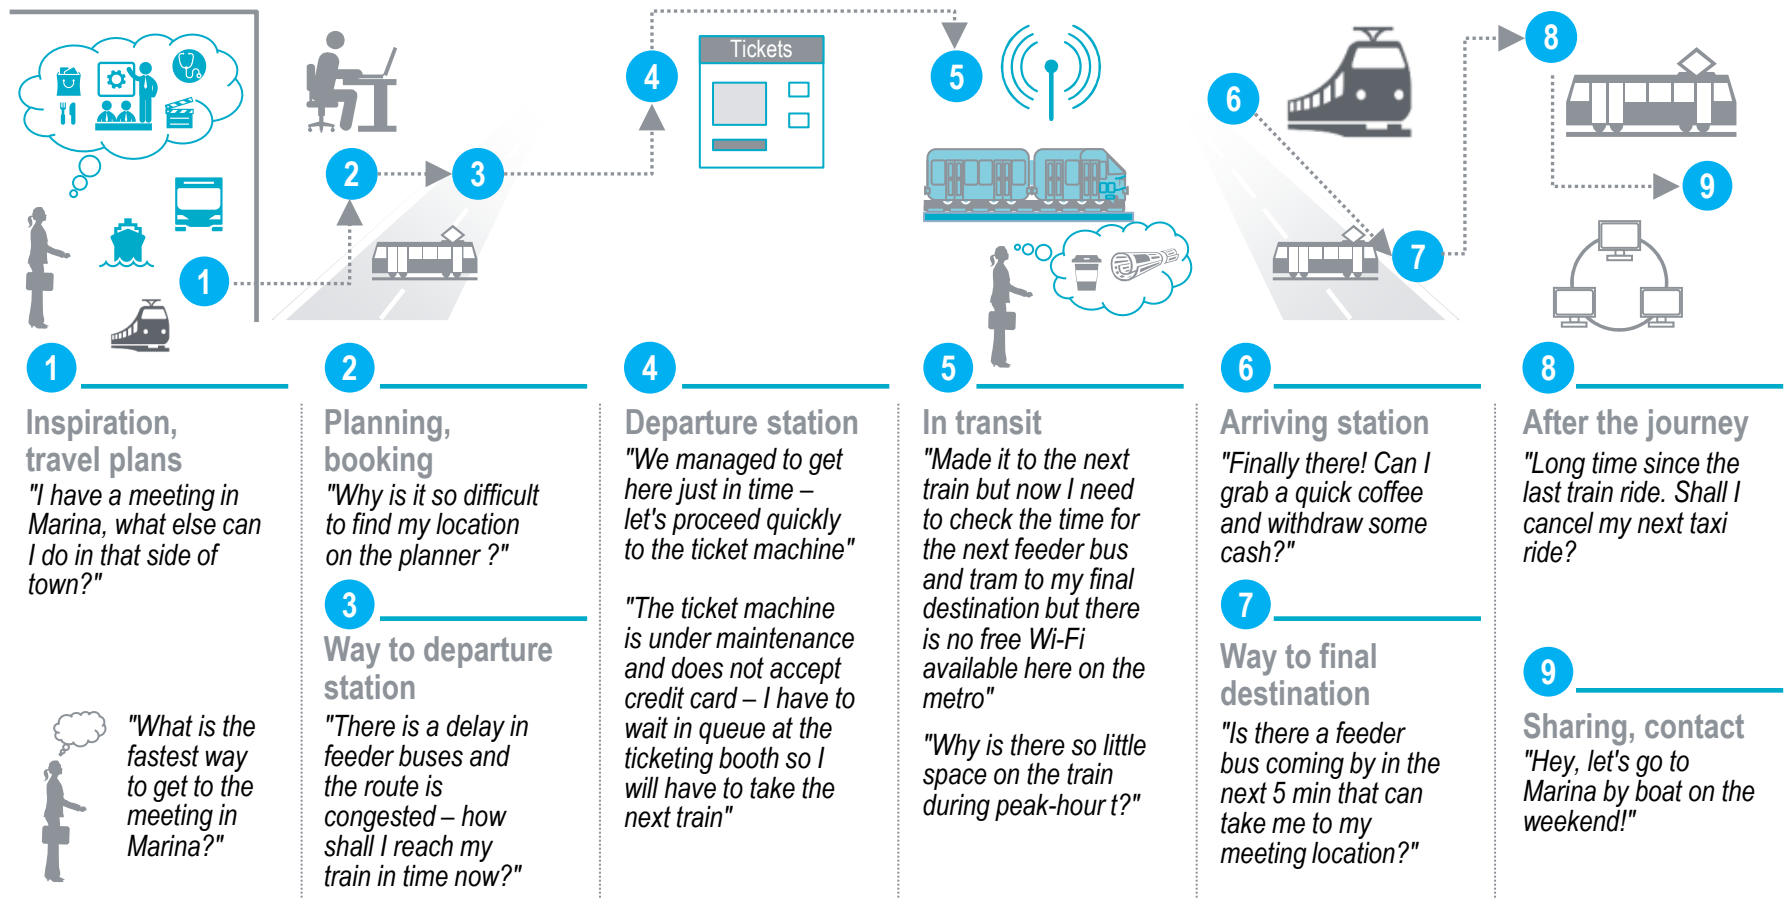 Tickets
1
2
3
4
5
6
7
8
9
1
Inspiration,
travel plans
"I have a meeting in
Marina, what else can
I do in that side of
town?"
"What is the
fastest way
to get to the
meeting in
Marina?"
2
Planning,
booking
"Why is it so difficult
to find my location
on the planner ?"
3
Way to departure
station
"There is a delay in
feeder buses and
the route is
congested – how
shall I reach my
train in time now?"
4
Departure station
"We managed to get
here just in time –
let's proceed quickly
to the ticket machine"
"The ticket machine
is under maintenance
and does not accept
credit card – I have to
wait in queue at the
ticketing booth so I
will have to take the
next train"
5
In transit
"Made it to the next
train but now I need
to check the time for
the next feeder bus
and tram to my final
destination but there
is no free Wi-Fi
available here on the
metro"
"Why is there so little
space on the train
during peak-hour t?"
6
Arriving station
"Finally there! Can I
grab a quick coffee
and withdraw some
cash?"
7
Way to final
destination
"Is there a feeder
bus coming by in the
next 5 min that can
take me to my
meeting location?"
8
After the journey
"Long time since the
last train ride. Shall I
cancel my next taxi
ride?
9
Sharing, contact
"Hey, let's go to
Marina by boat on the
weekend!"